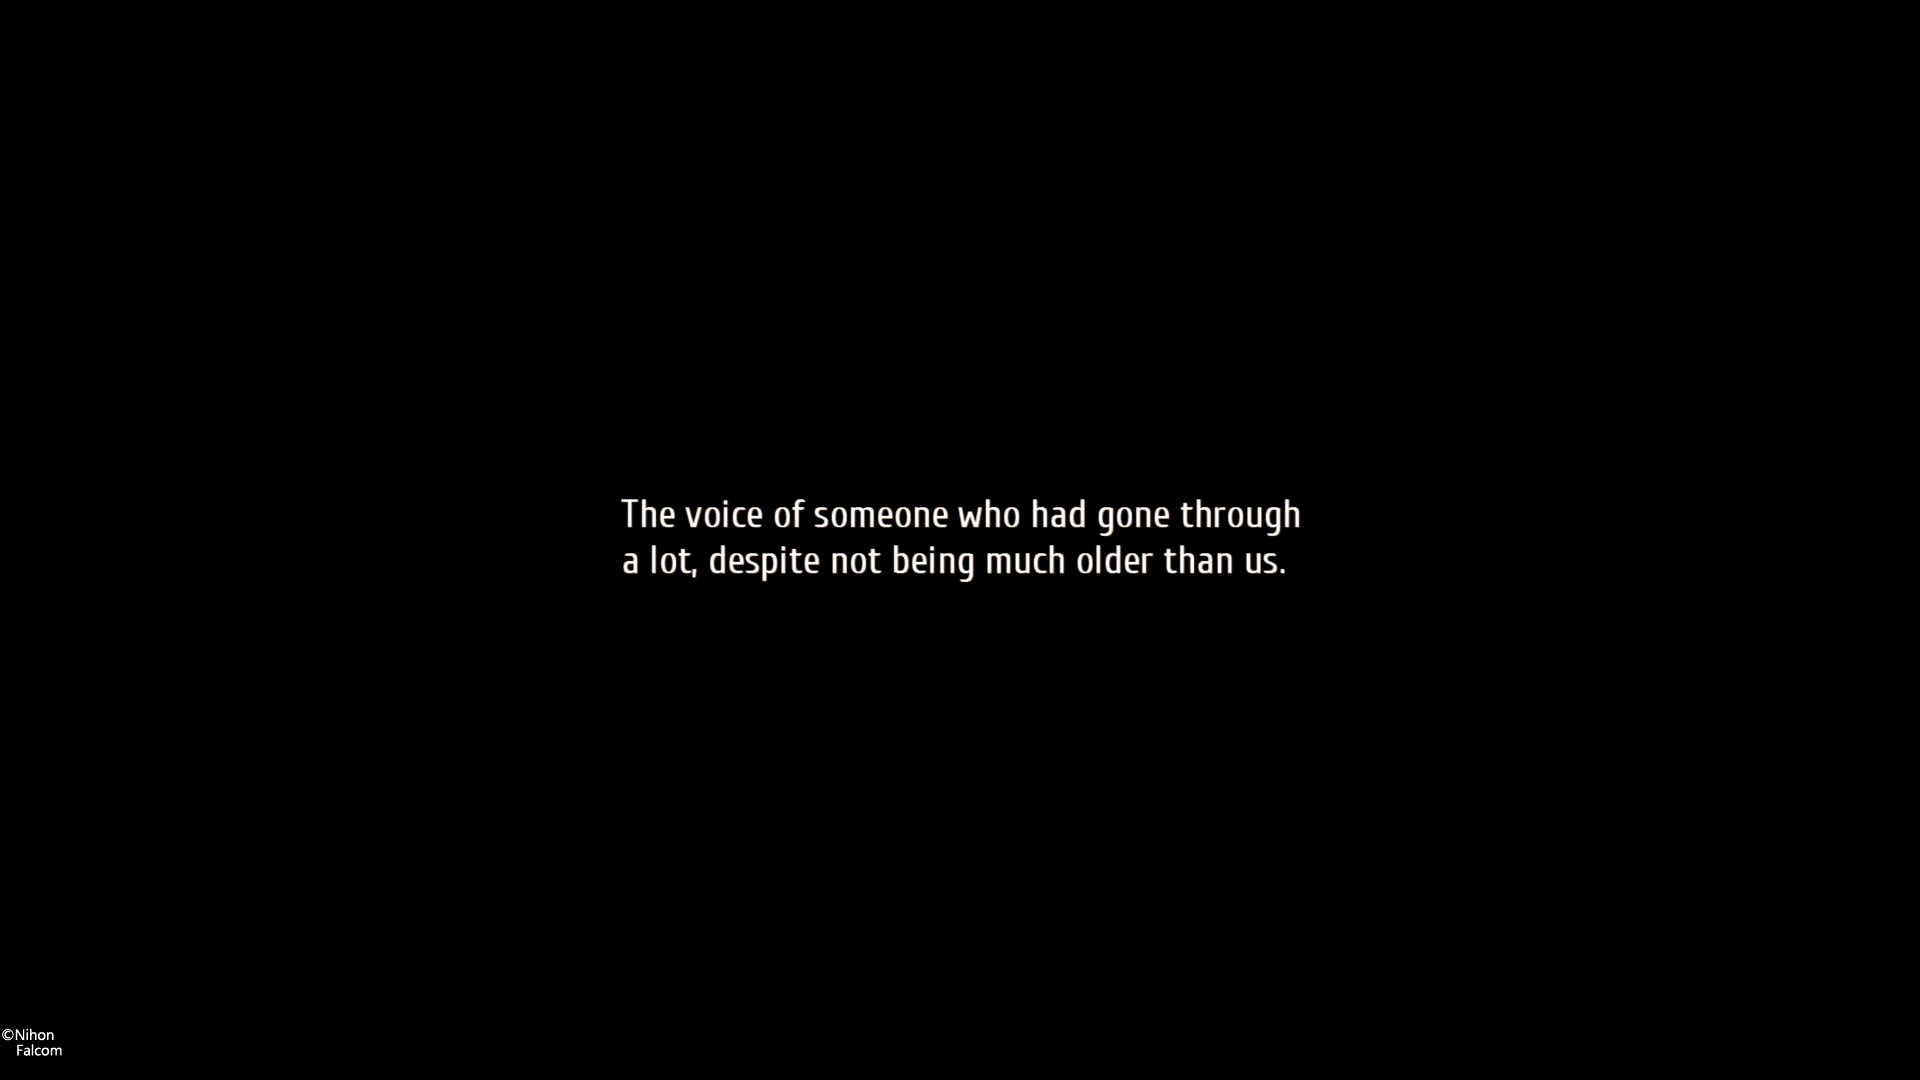 The voice of someone who had gone through
a lot, despite not being much older than us.
©Nihon
Falcom